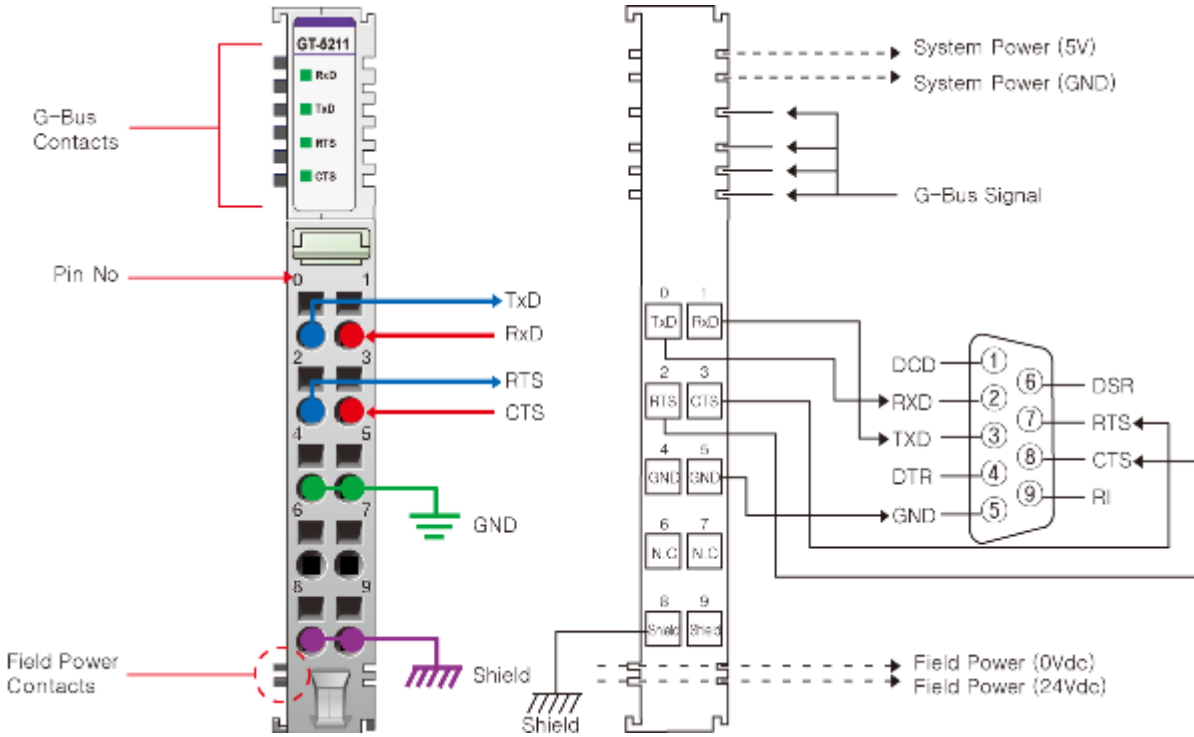 GT-5211
RxD
TxD
RTS
CTS
G-Bus
Contacts
Pin No
0 1
TxD
RxD
2 3
RTS
CTS
4 5
6 7
GND
8 9
Field Power
Contacts
Shield
System Power (5V)
System Power (GND)
G-Bus Signal
0 1
TxD RxD
2 3
RTS CTS
4 5
GND GND
6 7
N.C N.C
8 9
Shield Shield
Shield
DCD 1
RXD 2
TXD 3
DTR 4
GND 5
6 DSR
7 RTS
8 CTS
9 RI
Field Power (0Vdc)
Field Power (24Vdc)